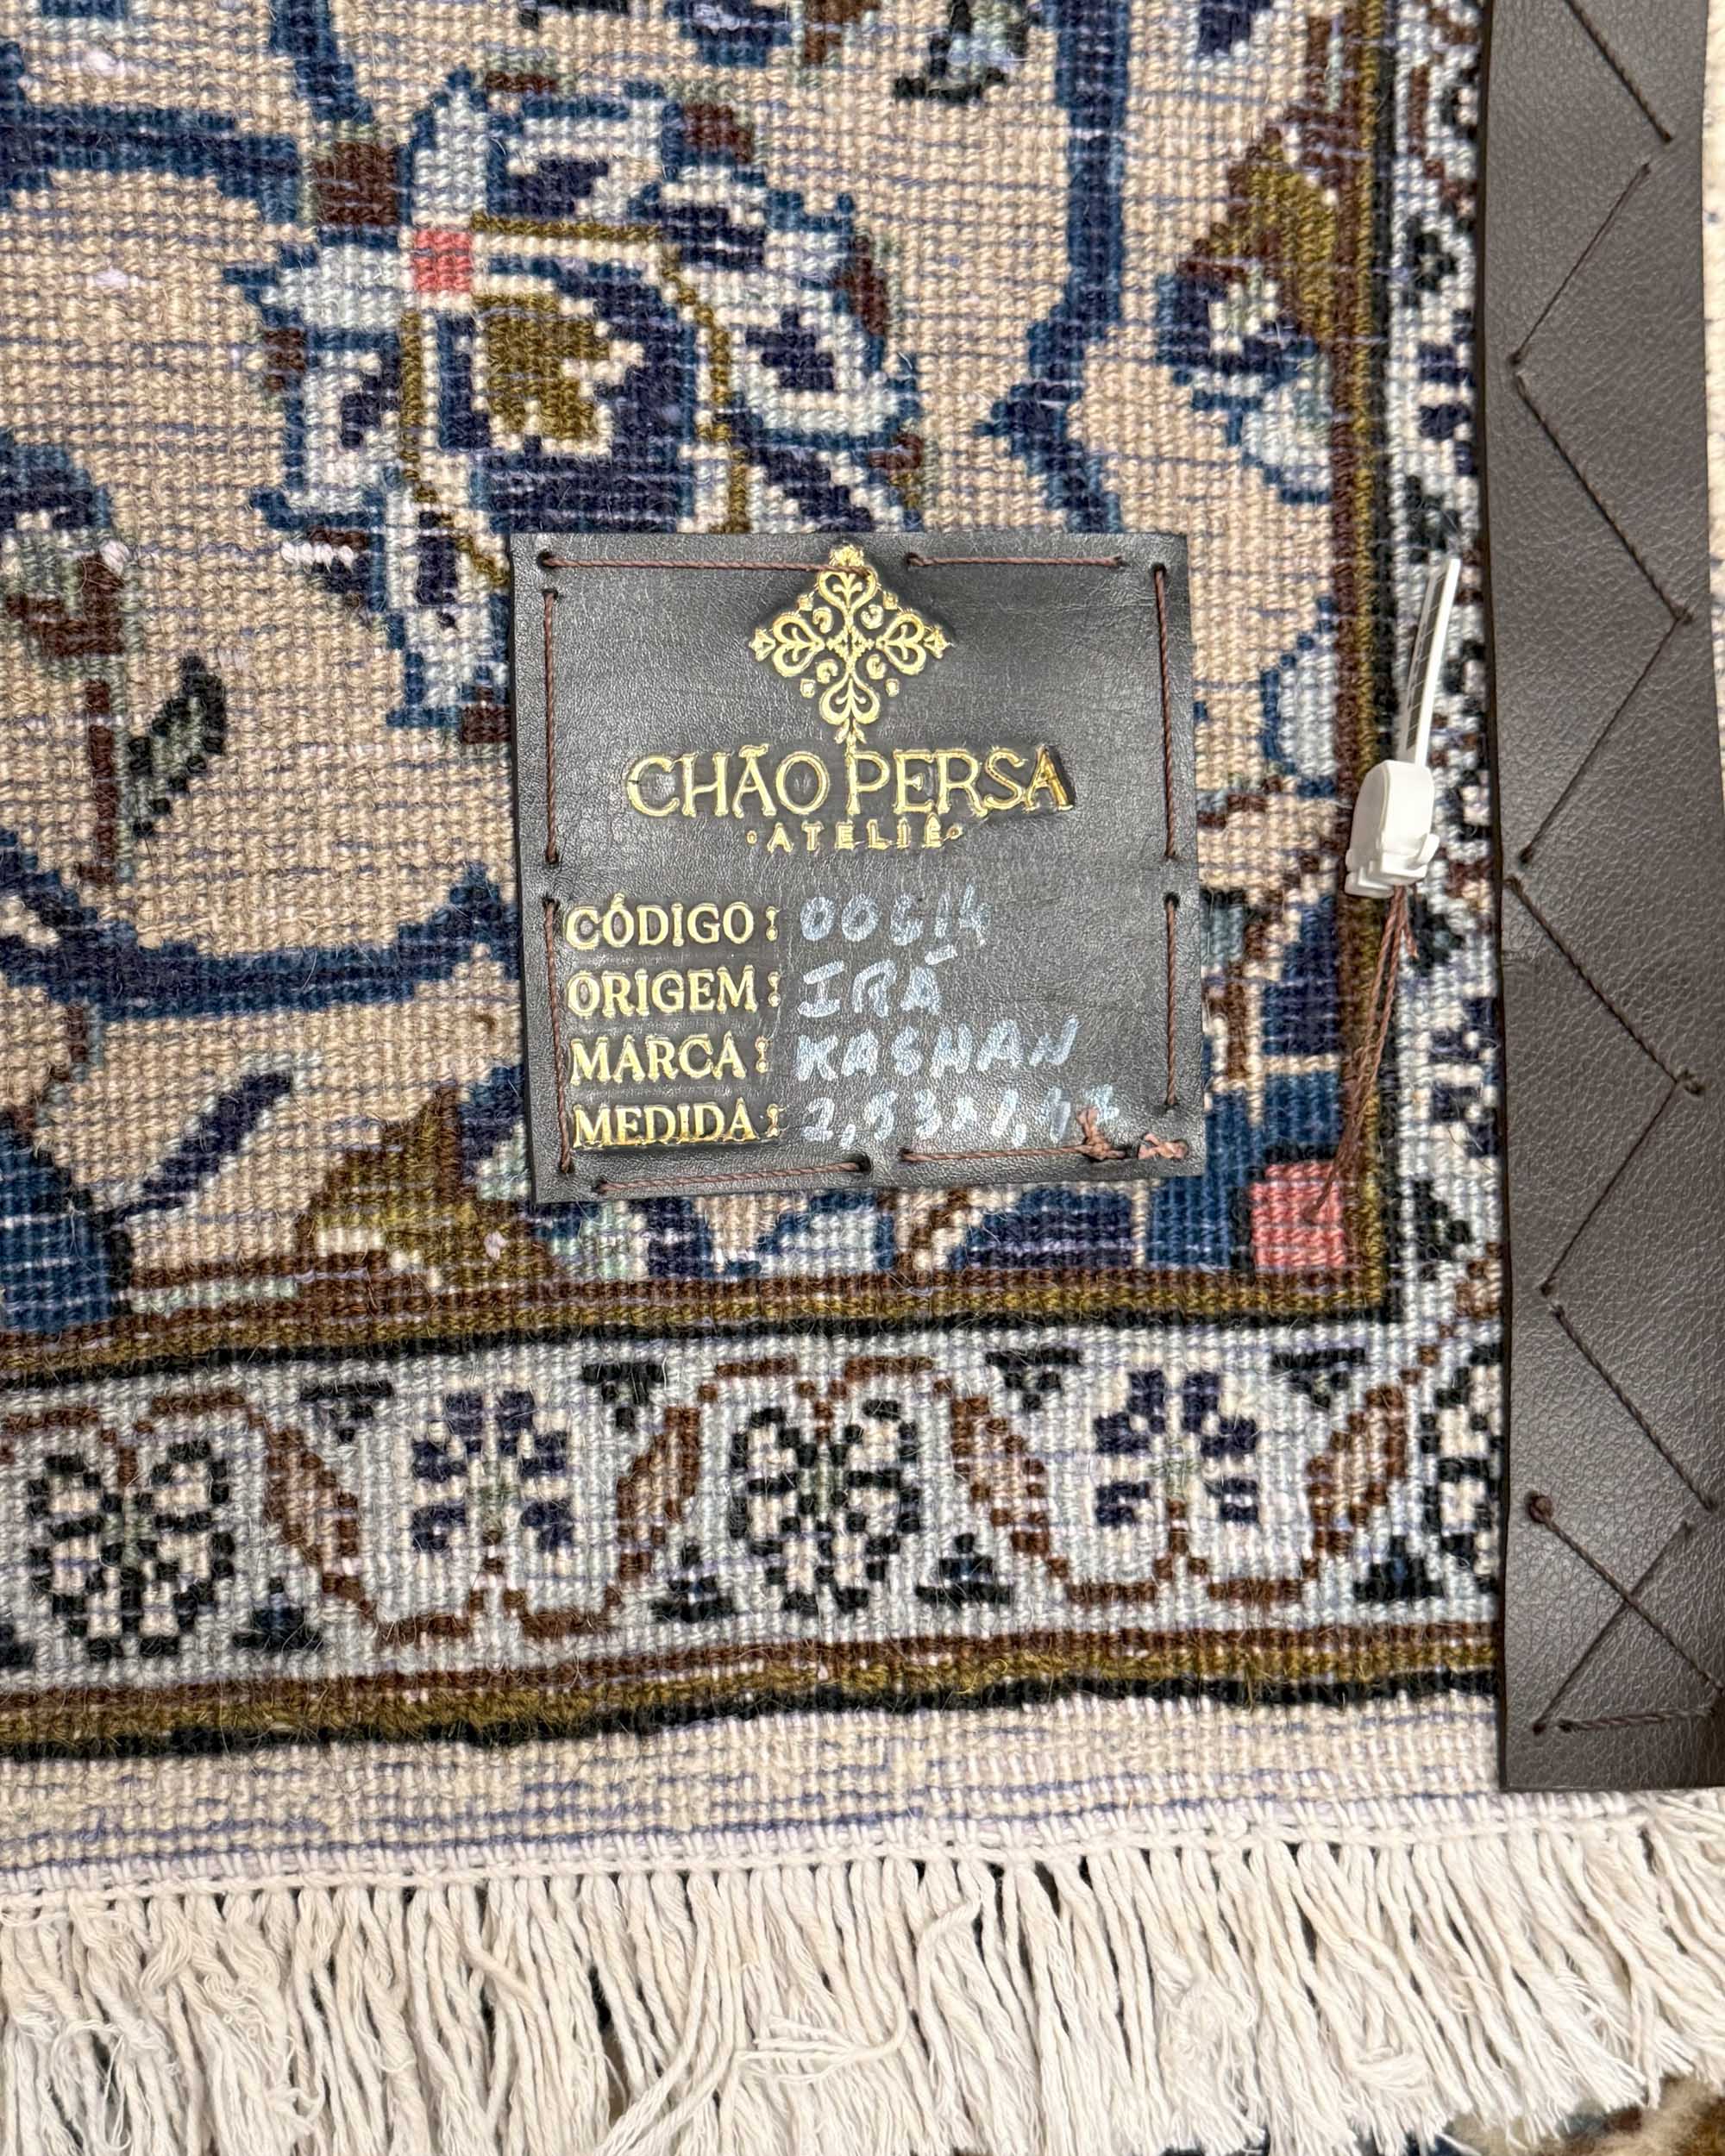 CHÃO PERSA
• ATELIÊ •
CÓDIGO: 00514
ORIGEM: IRÃ
MARCA: KASHAN
MEDIDA: